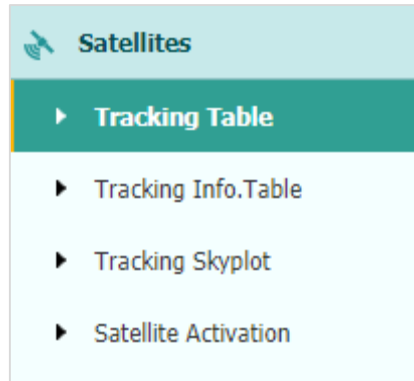 Satellites
Tracking Table
Tracking Info.Table
Tracking Skyplot
Satellite Activation